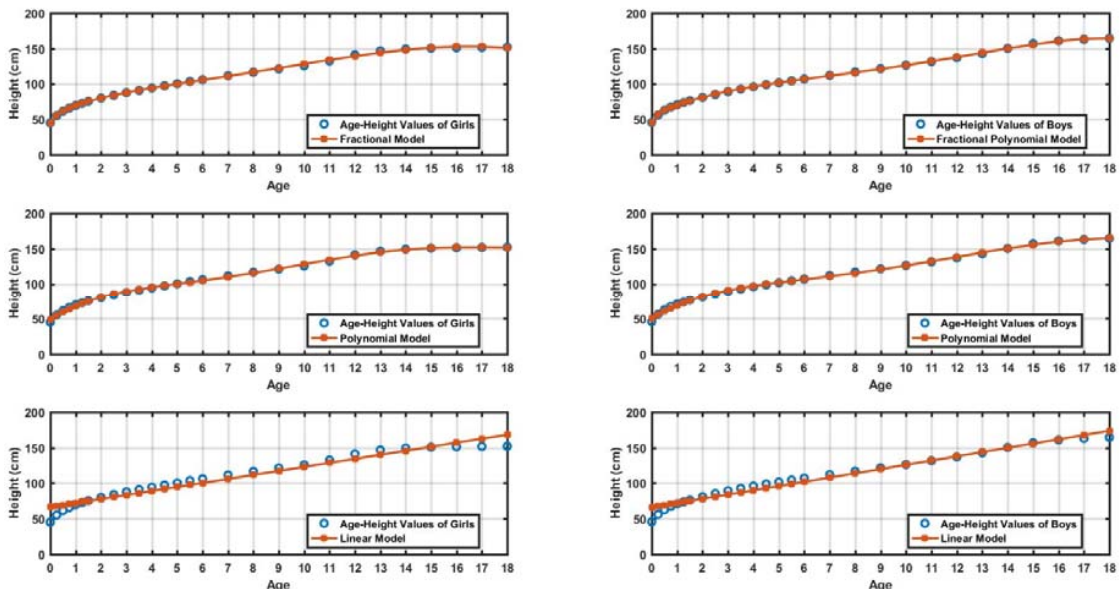 200
150
100
50
0
Height (cm)
Age-Height Values of Girls
Fractional Model
0 1 2 3 4 5 6 7 8 9 10 11 12 13 14 15 16 17 18
Age
200
150
100
50
0
Height (cm)
Age-Height Values of Boys
Fractional Polynomial Model
0 1 2 3 4 5 6 7 8 9 10 11 12 13 14 15 16 17 18
Age
200
150
100
50
0
Height (cm)
Age-Height Values of Girls
Polynomial Model
0 1 2 3 4 5 6 7 8 9 10 11 12 13 14 15 16 17 18
Age
200
150
100
50
0
Height (cm)
Age-Height Values of Boys
Polynomial Model
0 1 2 3 4 5 6 7 8 9 10 11 12 13 14 15 16 17 18
Age
200
150
100
50
0
Height (cm)
Age-Height Values of Girls
Linear Model
0 1 2 3 4 5 6 7 8 9 10 11 12 13 14 15 16 17 18
Age
200
150
100
50
0
Height (cm)
Age-Height Values of Boys
Linear Model
0 1 2 3 4 5 6 7 8 9 10 11 12 13 14 15 16 17 18
Age